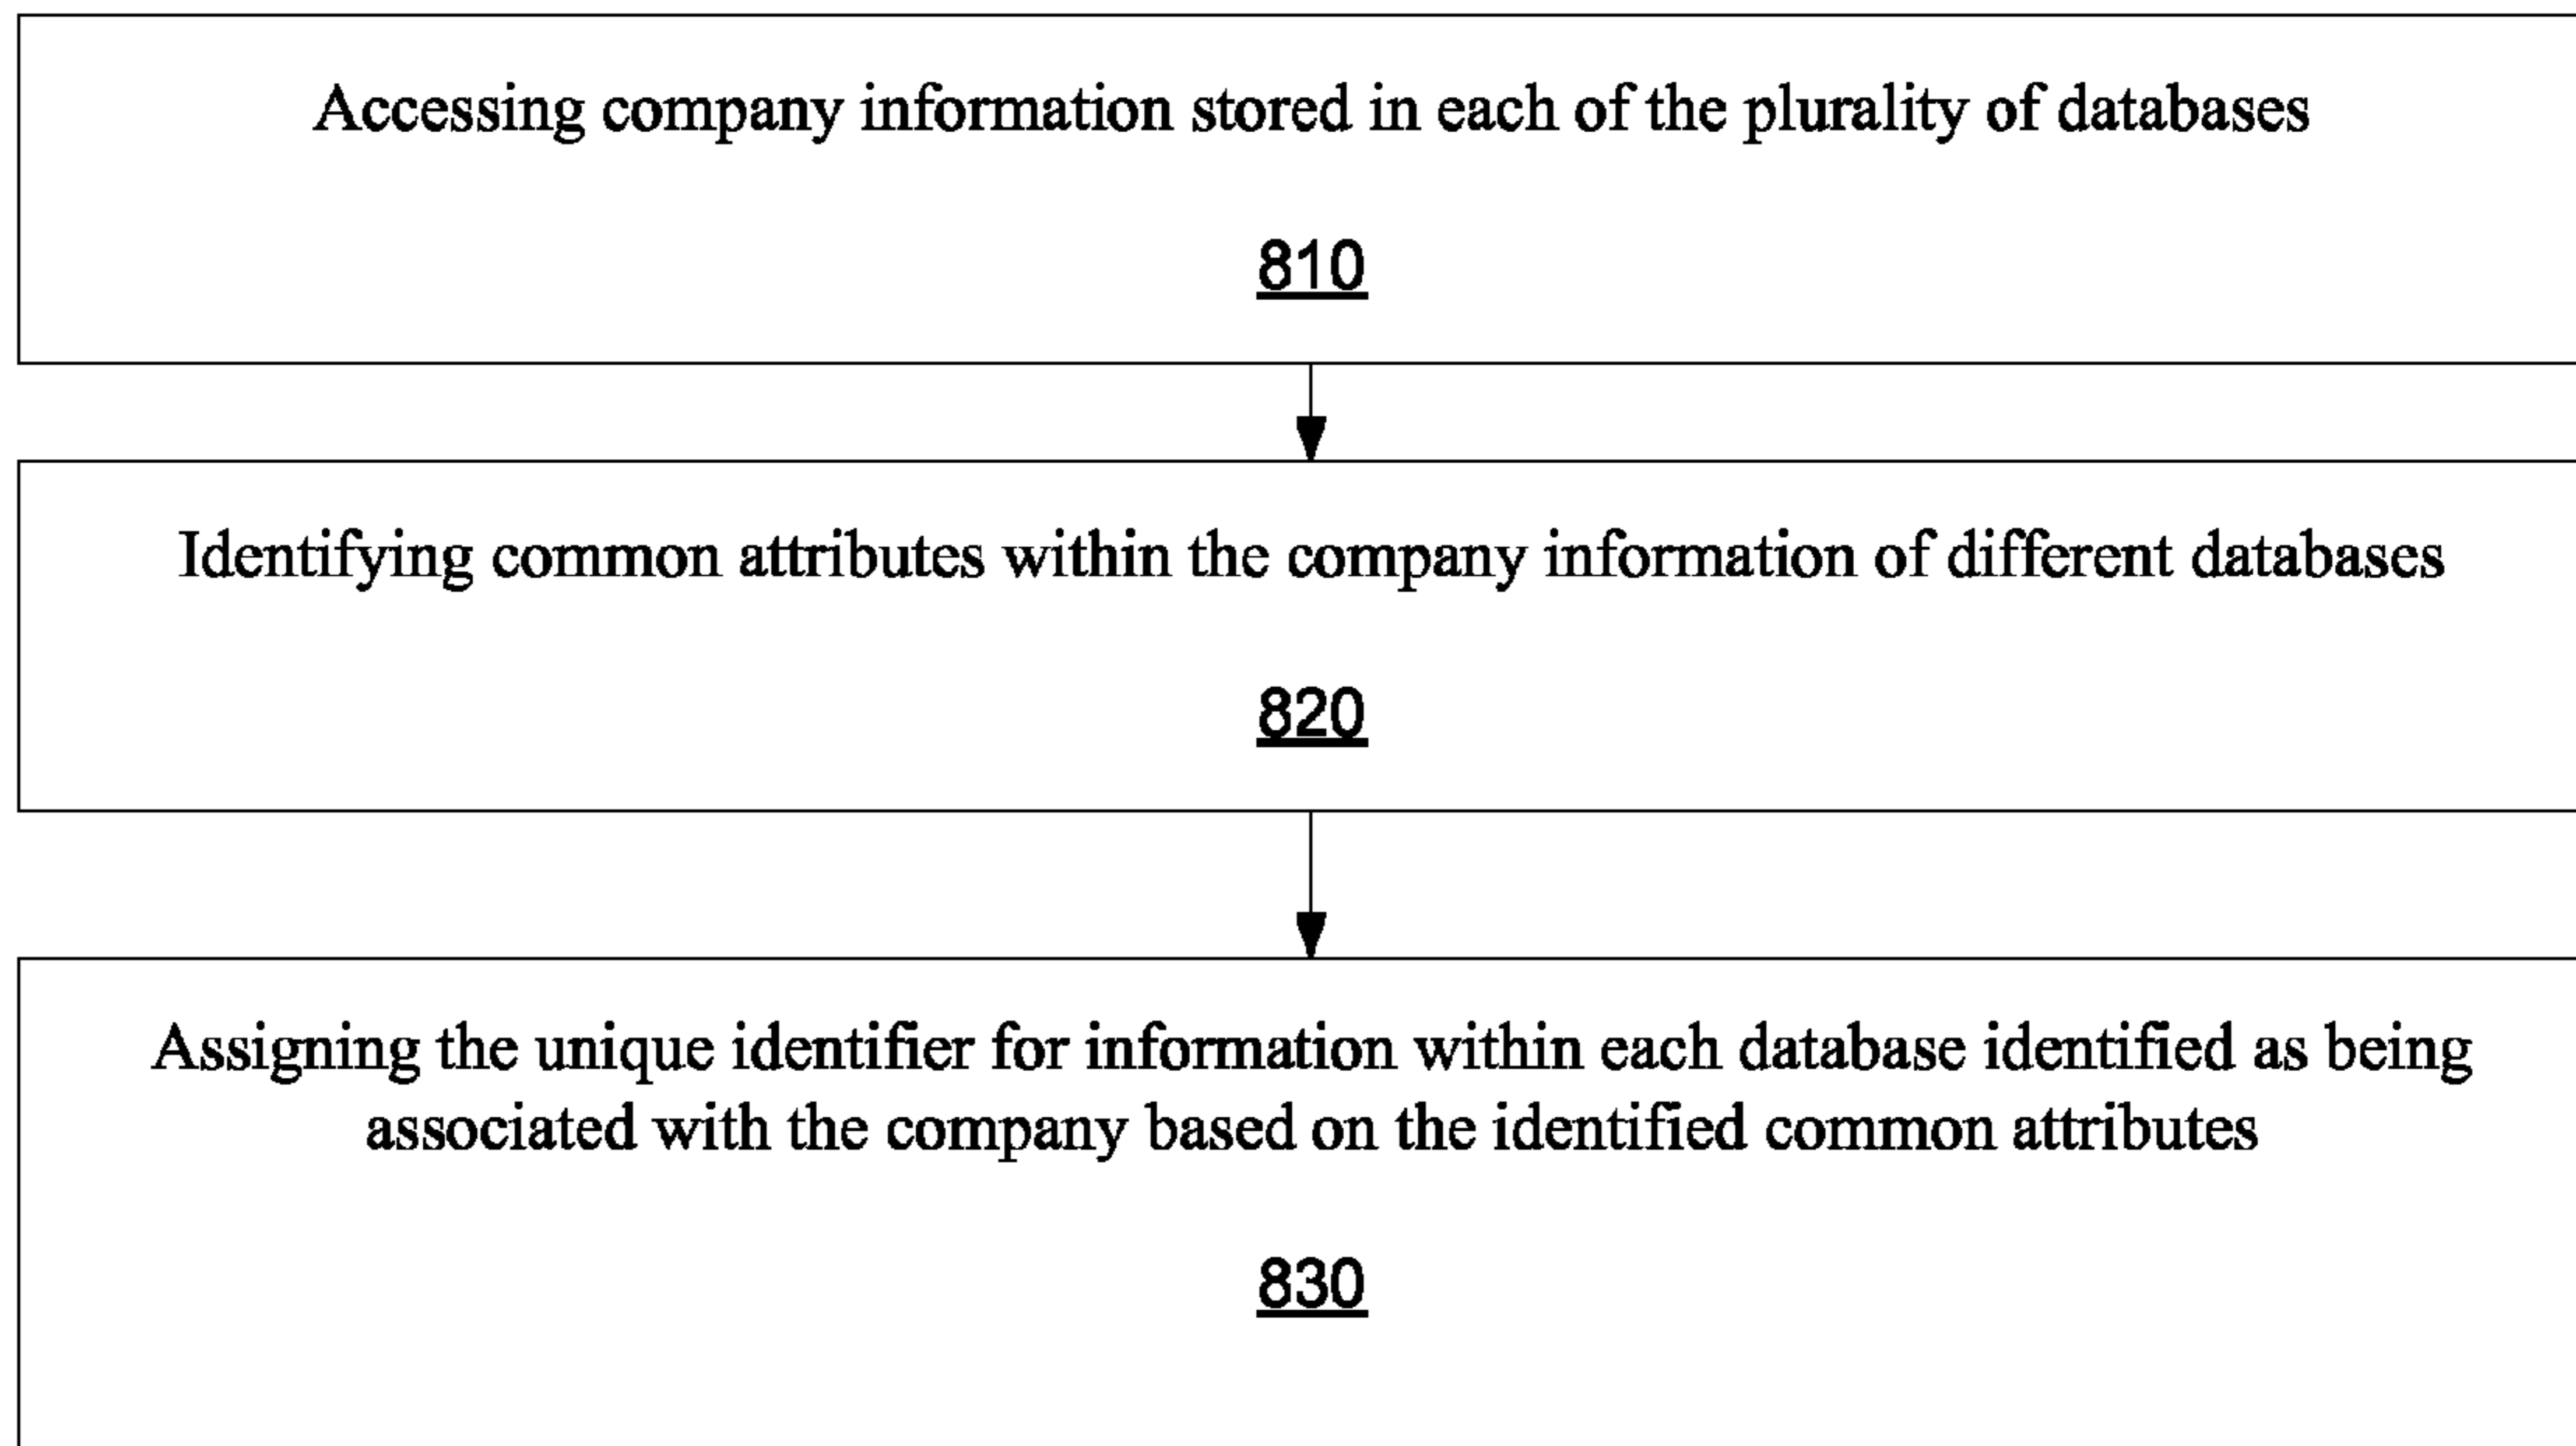 Accessing company information stored in each of the plurality of databases
810
Identifying common attributes within the company information of different databases
820
Assigning the unique identifier for information within each database identified as being
associated with the company based on the identified common attributes
830